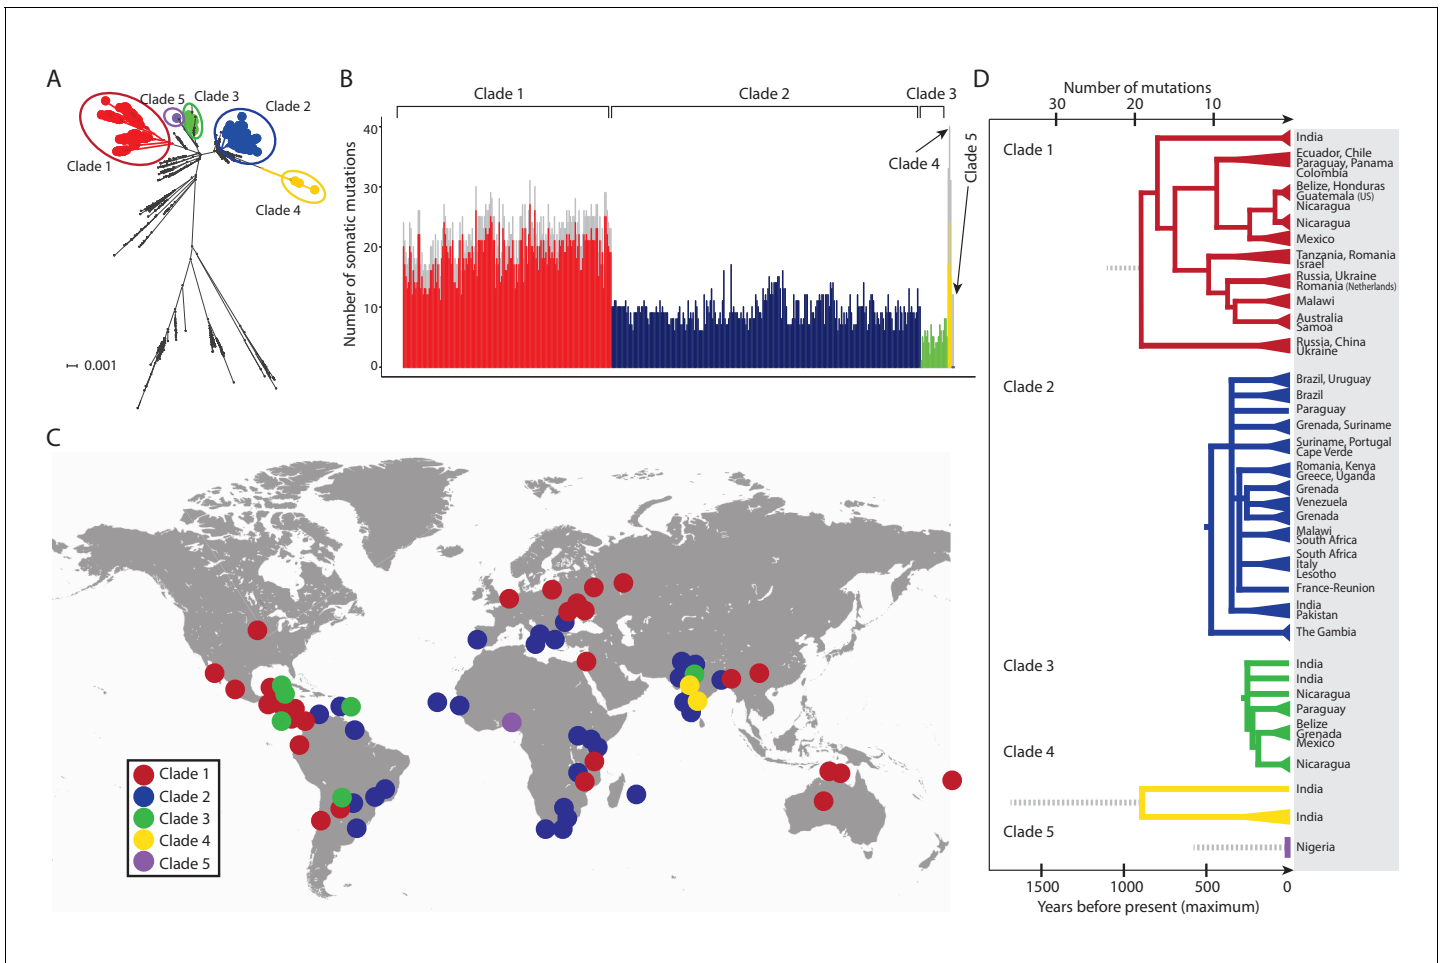 A
Clade 5
Clade 3
Clade 2
Clade 1
Clade 4
0.001
B
Clade 1
Clade 2
Clade 3
Number of somatic mutations
40
30
20
10
0
Clade 4
Clade 5
C
Clade 1
Clade 2
Clade 3
Clade 4
Clade 5
D
Number of mutations
30
20
10
Clade 1
India
Ecuador, Chile
Paraguay, Panama
Colombia
Belize, Honduras
Guatemala (US)
Nicaragua
Nicaragua
Mexico
Tanzania, Romania
Israel
Russia, Ukraine
Romania (Netherlands)
Malawi
Australia
Samoa
Russia, China
Ukraine
Clade 2
Brazil, Uruguay
Brazil
Paraguay
Grenada, Suriname
Suriname, Portugal
Cape Verde
Romania, Kenya
Greece, Uganda
Grenada
Venezuela
Grenada
Malawi
South Africa
South Africa
Italy
Lesotho
France-Reunion
India
Pakistan
The Gambia
Clade 3
India
India
Nicaragua
Paraguay
Belize
Grenada
Mexico
Nicaragua
Clade 4
India
India
Clade 5
Nigeria
1500
1000
500
0
Years before present (maximum)